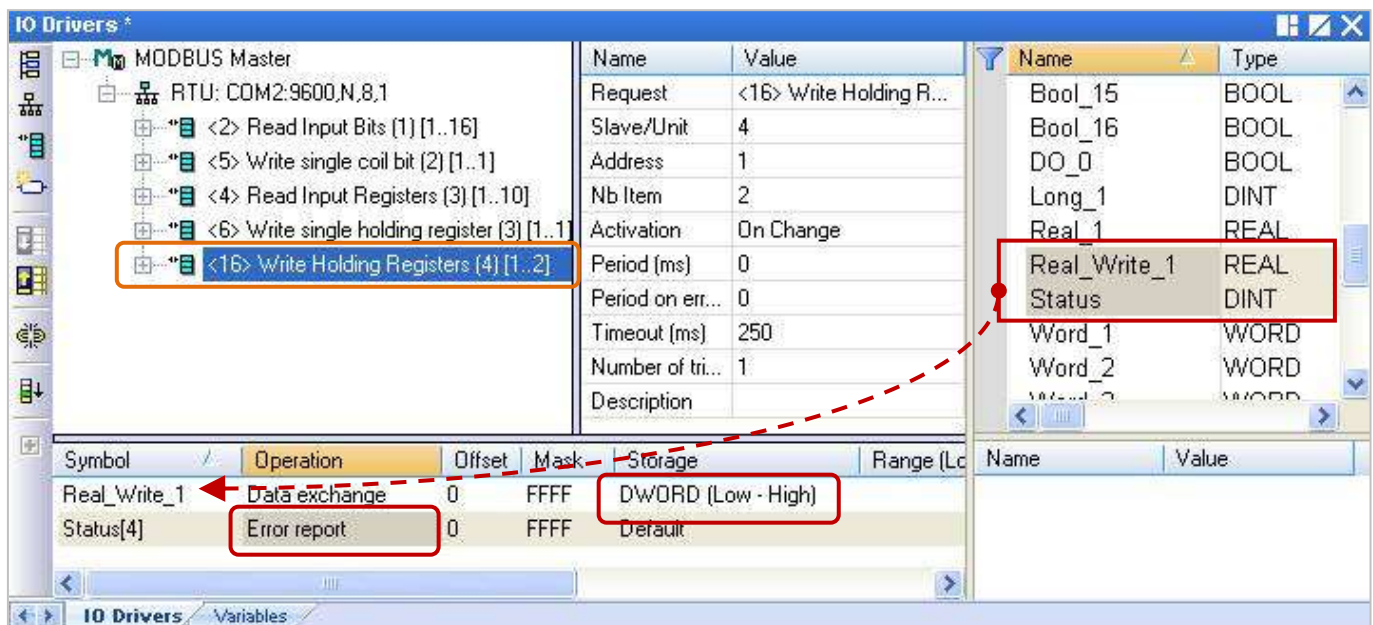 IO Drivers *
MODBUS Master
RTU: COM2:9600,N,8,1
<2> Read Input Bits (1) [1..16]
<5> Write single coil bit (2) [1..1]
<4> Read Input Registers (3) [1..10]
<6> Write single holding register (3) [1..1]
<16> Write Holding Registers (4) [1..2]
Name Value
Request <16> Write Holding R...
Slave/Unit 4
Address 1
Nb Item 2
Activation On Change
Period (ms) 0
Period on err... 0
Timeout (ms) 250
Number of tri... 1
Description
Name Type
Bool_15 BOOL
Bool_16 BOOL
DO_0 BOOL
Long_1 DINT
Real_1 REAL
Real_Write_1 REAL
Status DINT
Word_1 WORD
Word_2 WORD
Symbol Operation Offset Mask Storage Range (Lo
Real_Write_1 Data exchange 0 FFFF DWORD (Low - High)
Status[4] Error report 0 FFFF Default
Name Value
IO Drivers Variables